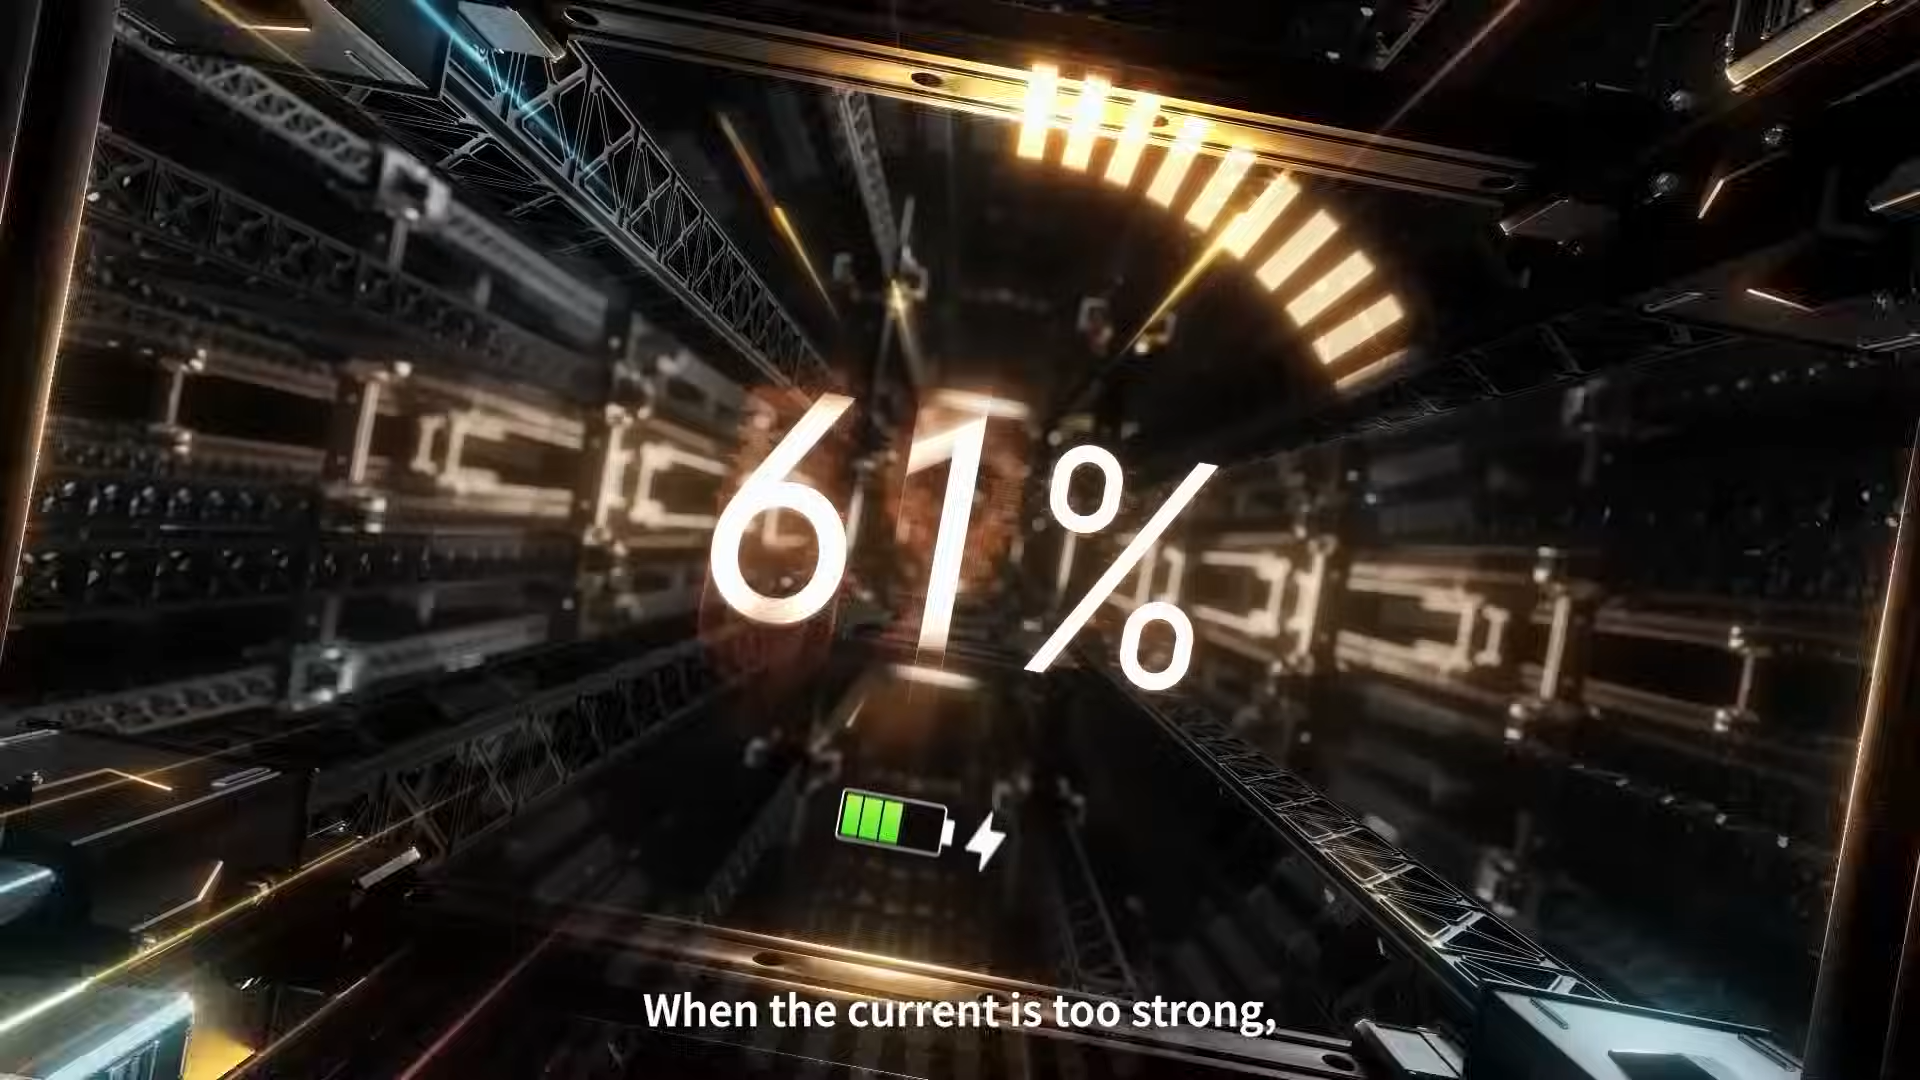 61%
When the current is too strong,